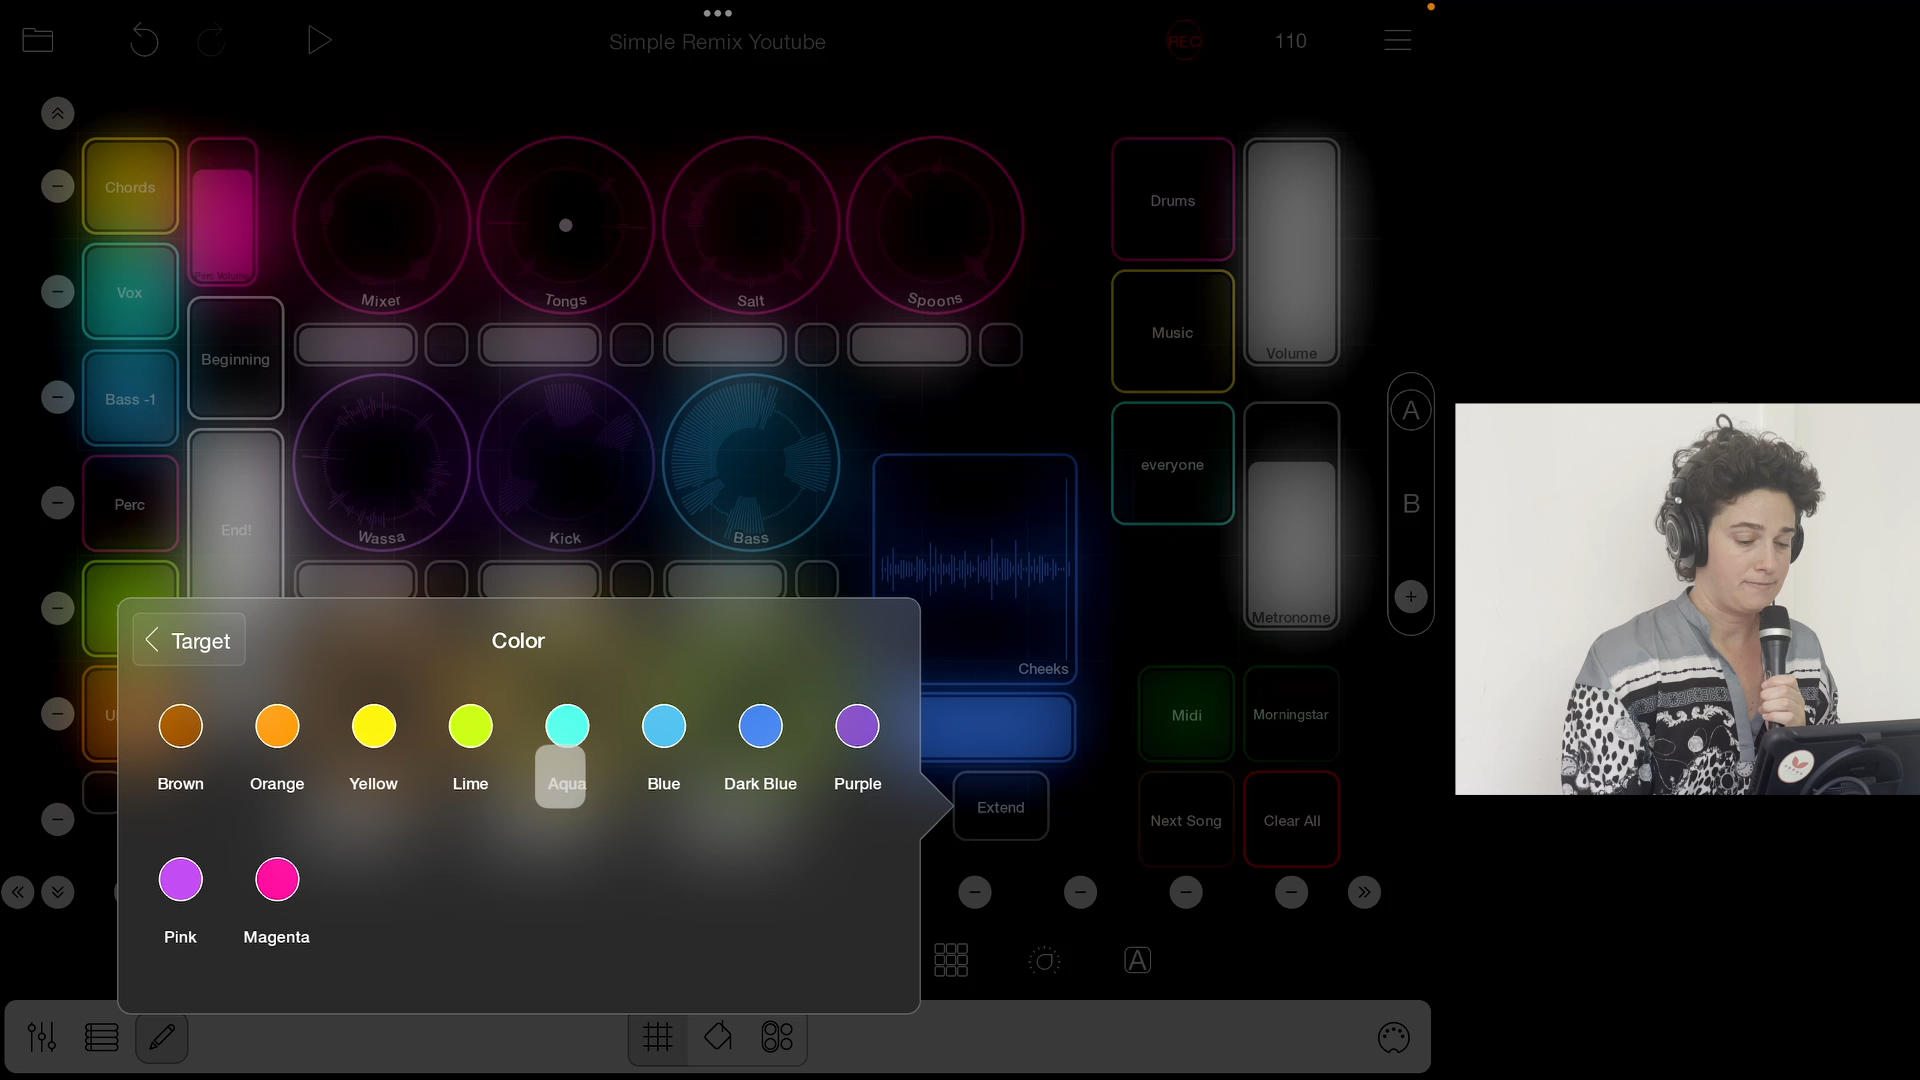 Simple Remix Youtube
REC
110
Chords
Vox
Bass -1
Perc
U
Perc Volume
Beginning
End!
Mixer
Tongs
Salt
Spoons
Wassa
Kick
Bass
Cheeks
Drums
Music
everyone
Volume
Metronome
A
B
Midi
Morningstar
Next Song
Clear All
Extend
Target
Color
Brown
Orange
Yellow
Lime
Aqua
Blue
Dark Blue
Purple
Pink
Magenta
A